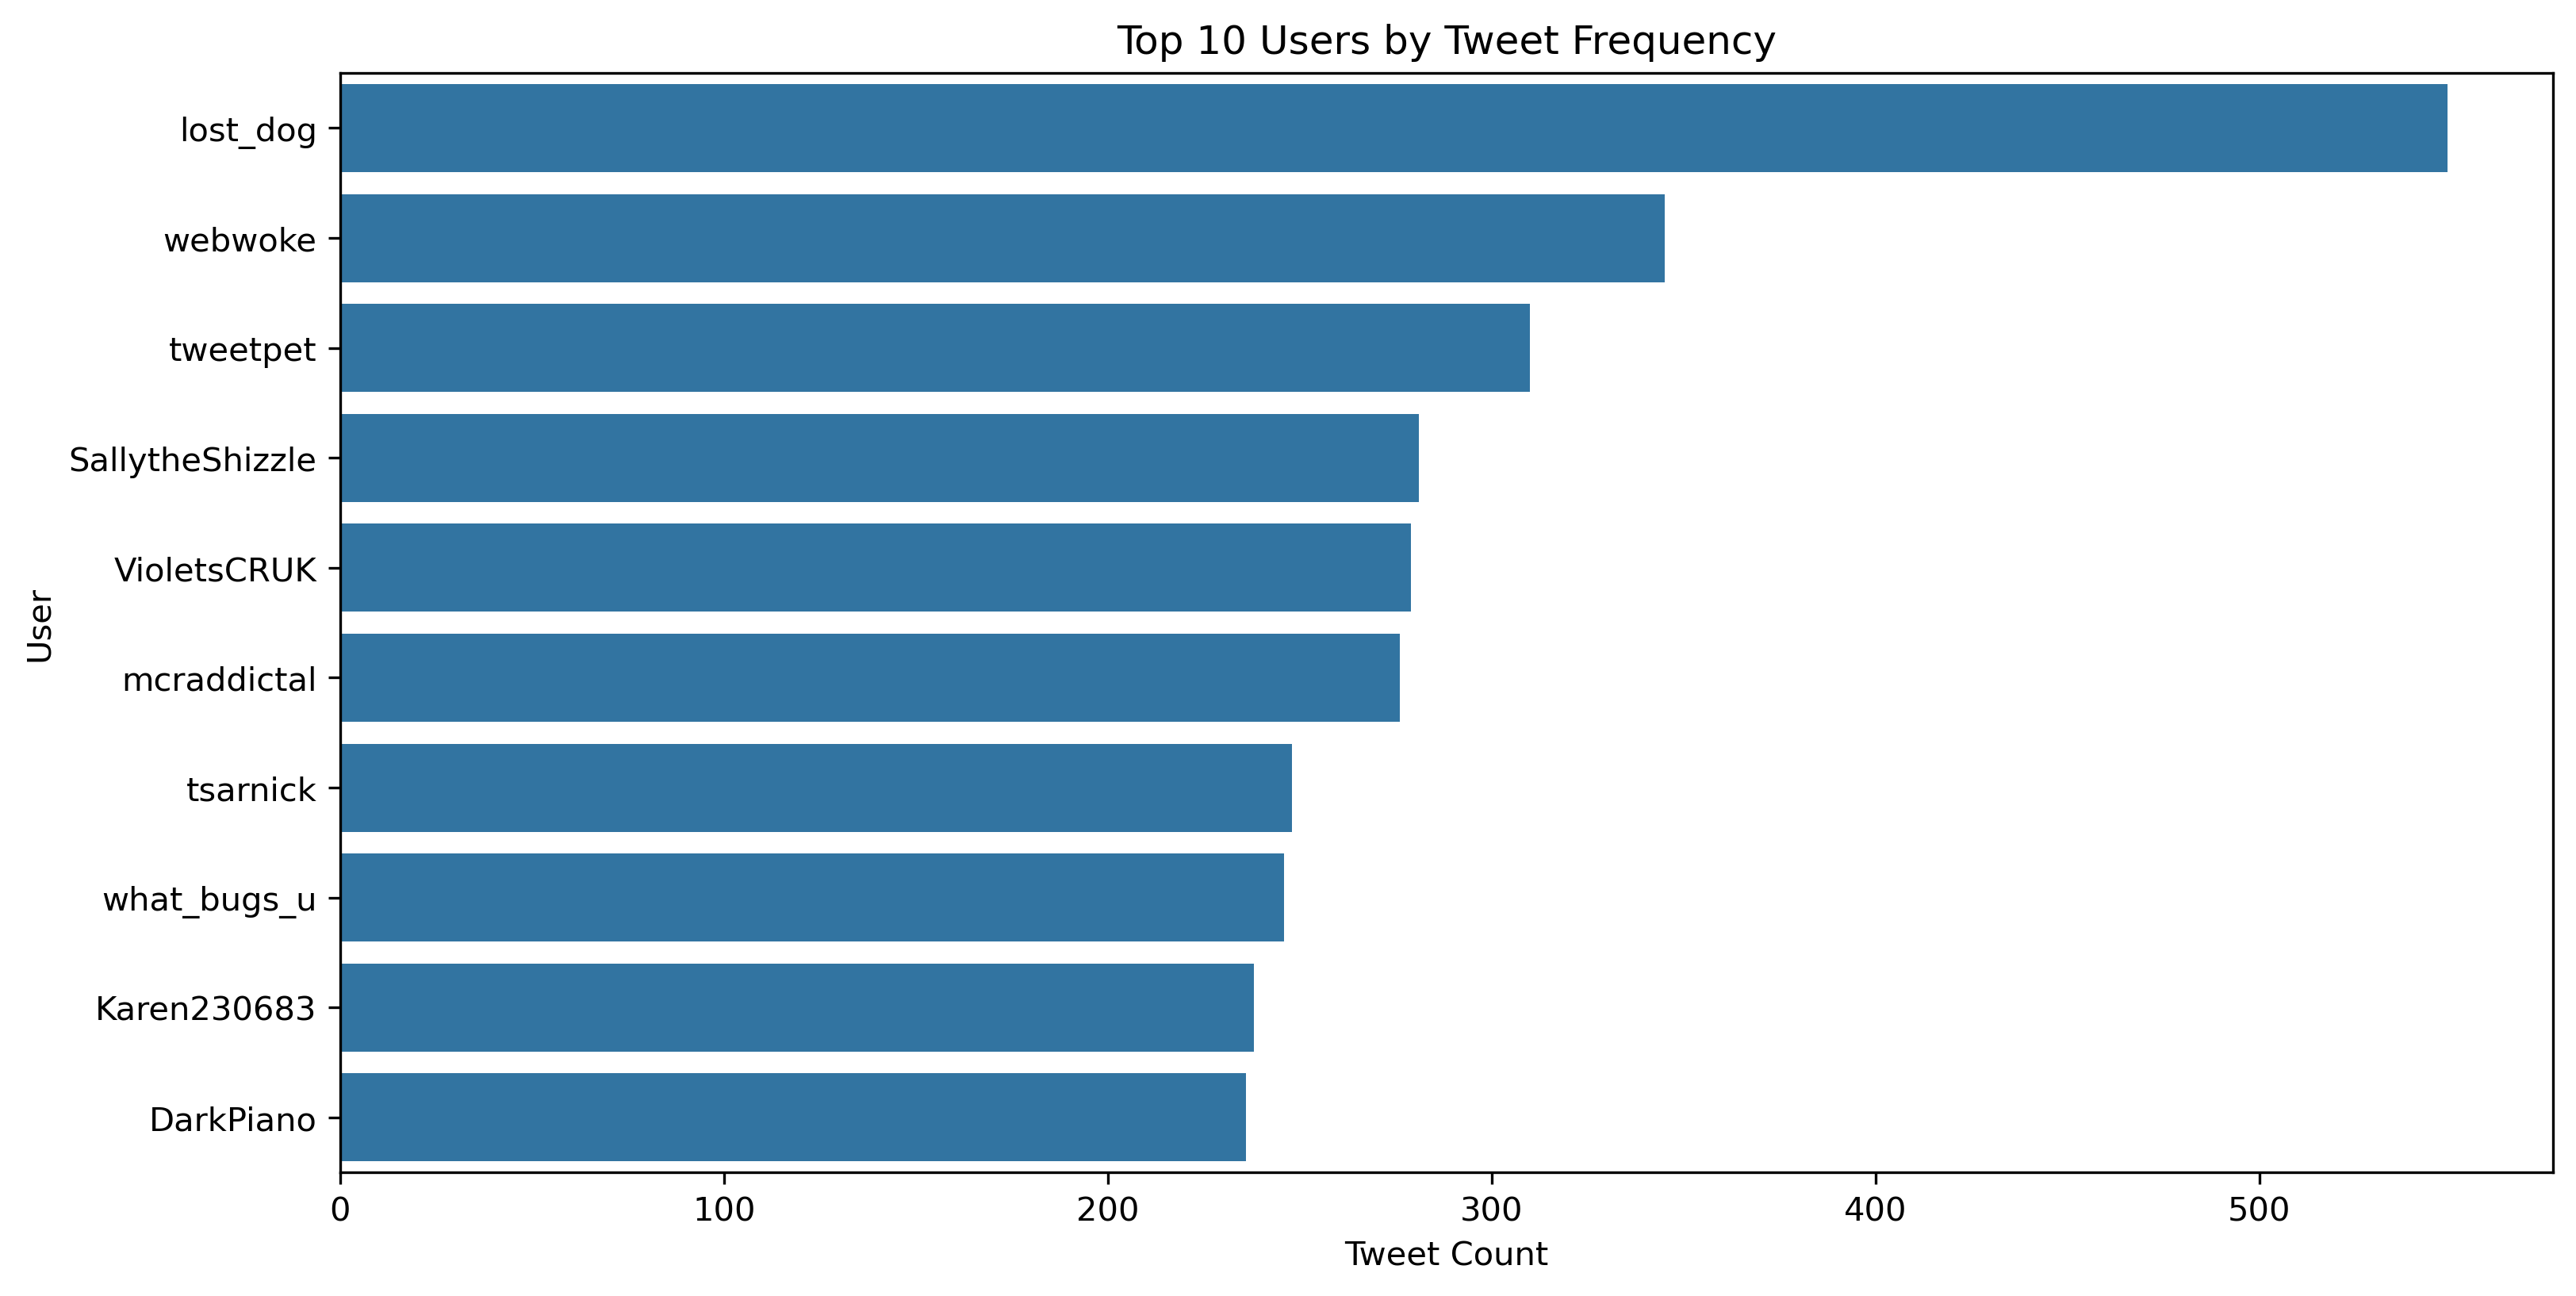 Top 10 Users by Tweet Frequency
lost_dog
webwoke
tweetpet
SallytheShizzle
VioletsCRUK
mcraddictal
tsarnick
what_bugs_u
Karen230683
DarkPiano
User
0 100 200 300 400 500
Tweet Count